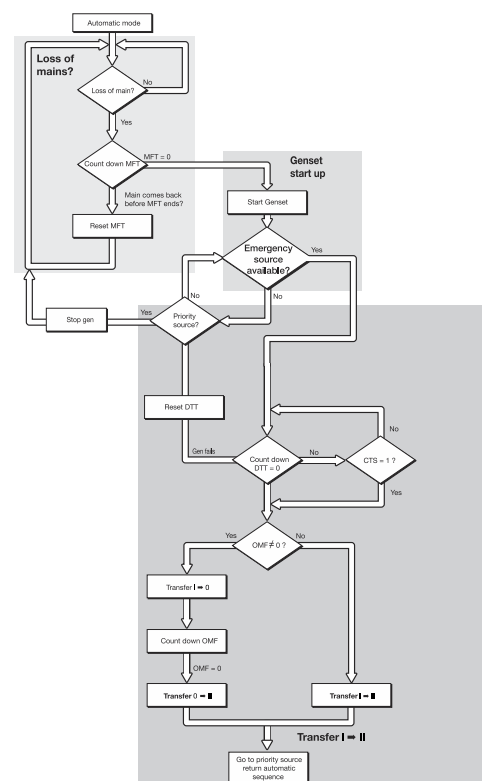 Automatic mode
Loss of
mains?
No
Loss of main?
Yes
Count down MFT
MFT = 0
Genset
start up
Main comes back
before MFT ends?
Start Genset
Reset MFT
Emergency
source
available?
Yes
No
No
Stop gen
Yes
Priority
source?
Reset DTT
No
Gen fails
Count down
DTT = 0
No
CTS = 1 ?
Yes
Yes
OMF ≠ 0 ?
No
Transfer I ➡ 0
Count down OMF
OMF = 0
Transfer 0 ➡ II
Transfer I ➡ II
Transfer I ➡ II
Go to priority source
return automatic
sequence